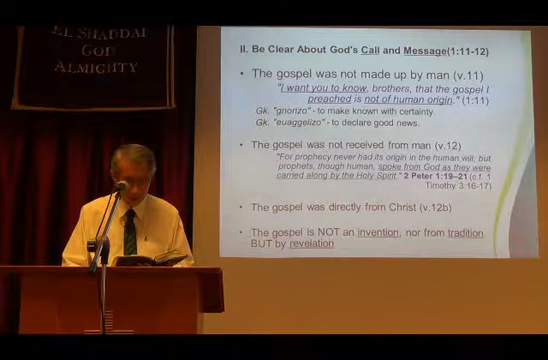 EL SHADDAI
GOD
ALMIGHTY
II. Be Clear About God's Call and Message(1:11-12)
• The gospel was not made up by man (v.11)
"I want you to know, brothers, that the gospel I
preached is not of human origin." (1:11)
Gk. "gnorizo" - to make known with certainty.
Gk. "euaggelizo" - to declare good news.
• The gospel was not received from man (v.12)
"For prophecy never had its origin in the human will, but
prophets, though human, spoke from God as they were
carried along by the Holy Spirit" 2 Peter 1:19–21 (c.f. 1
Timothy 3:16-17)
• The gospel was directly from Christ (v.12b)
• The gospel is NOT an invention, nor from tradition
BUT by revelation